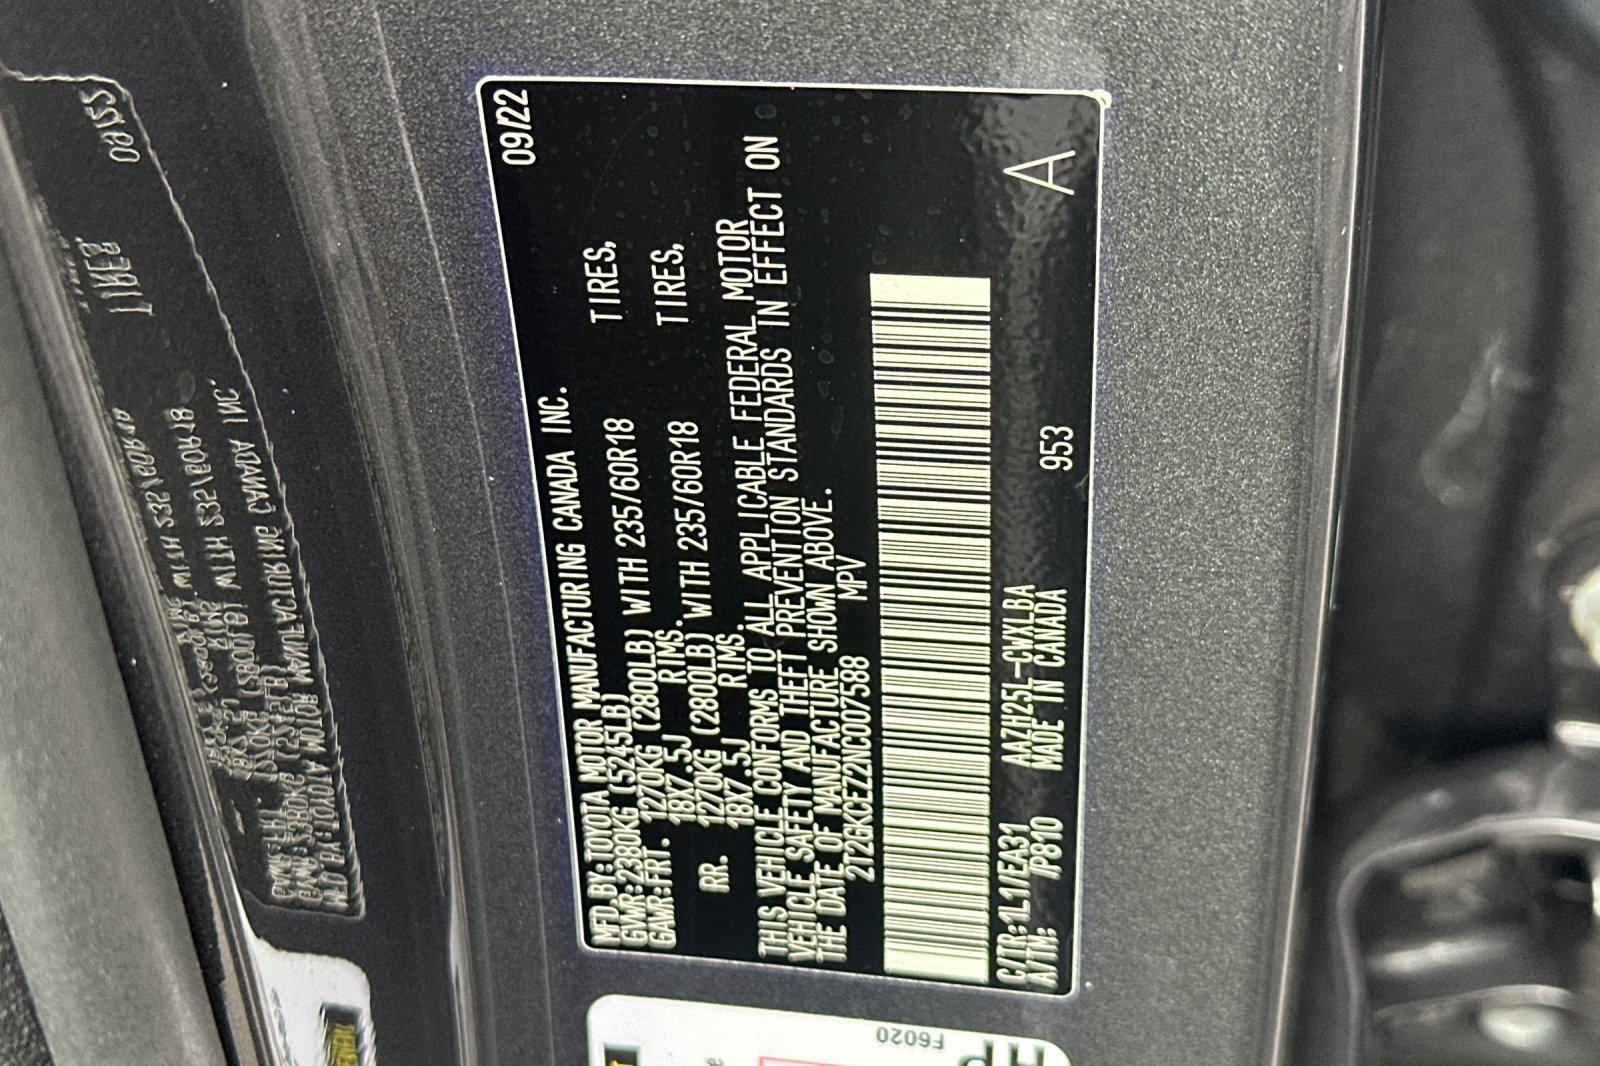 MFD.BY:TOYOTA MOTOR MANUFACTURING CANADA INC. 09/22
GVWR:2380KG (5245LB)
GAWR:FRT. 1270KG (2800LB) WITH 235/60R18 TIRES,
18X7.5J RIMS.
RR. 1270KG (2800LB) WITH 235/60R18 TIRES,
18X7.5J RIMS.
THIS VEHICLE CONFORMS TO ALL APPLICABLE FEDERAL MOTOR
VEHICLE SAFETY AND THEFT PREVENTION STANDARDS IN EFFECT ON
THE DATE OF MANUFACTURE SHOWN ABOVE.
2T2GKCEZ2NC007588 MPV
C/TR:1L1/EA31 AAZH25L-CWXLBA
A/TM: /P810 MADE IN CANADA 953 A
F6020